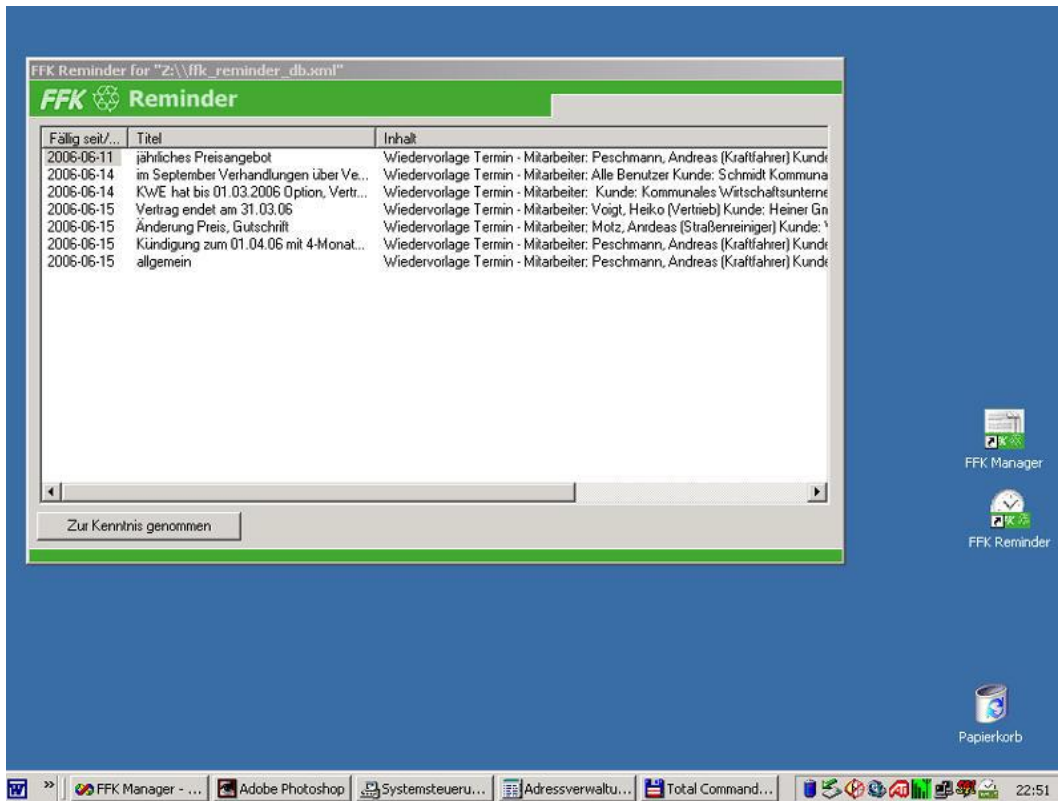 FFK Reminder for "Z:\\ffk_reminder_db.xml"
FFK Reminder
Fällig seit/... Titel Inhalt
2006-06-11 jährliches Preisangebot Wiedervorlage Termin - Mitarbeiter: Peschmann, Andreas (Kraftfahrer) Kunde
2006-06-14 im September Verhandlungen über Ve... Wiedervorlage Termin - Mitarbeiter: Alle Benutzer Kunde: Schmidt Kommuna
2006-06-14 KWE hat bis 01.03.2006 Option, Vertr... Wiedervorlage Termin - Mitarbeiter: Kunde: Kommunales Wirtschaftsunterne
2006-06-15 Vertrag endet am 31.03.06 Wiedervorlage Termin - Mitarbeiter: Voigt, Heiko (Vertrieb) Kunde: Heiner Gm
2006-06-15 Änderung Preis, Gutschrift Wiedervorlage Termin - Mitarbeiter: Motz, Anrdeas (Straßenreiniger) Kunde:
2006-06-15 Kündigung zum 01.04.06 mit 4-Monat... Wiedervorlage Termin - Mitarbeiter: Peschmann, Andreas (Kraftfahrer) Kunde
2006-06-15 allgemein Wiedervorlage Termin - Mitarbeiter: Peschmann, Andreas (Kraftfahrer) Kunde
Zur Kenntnis genommen
FFK Manager
FFK Reminder
Papierkorb
FFK Manager - ... Adobe Photoshop Systemsteueru... Adressverwaltu... Total Command... 22:51